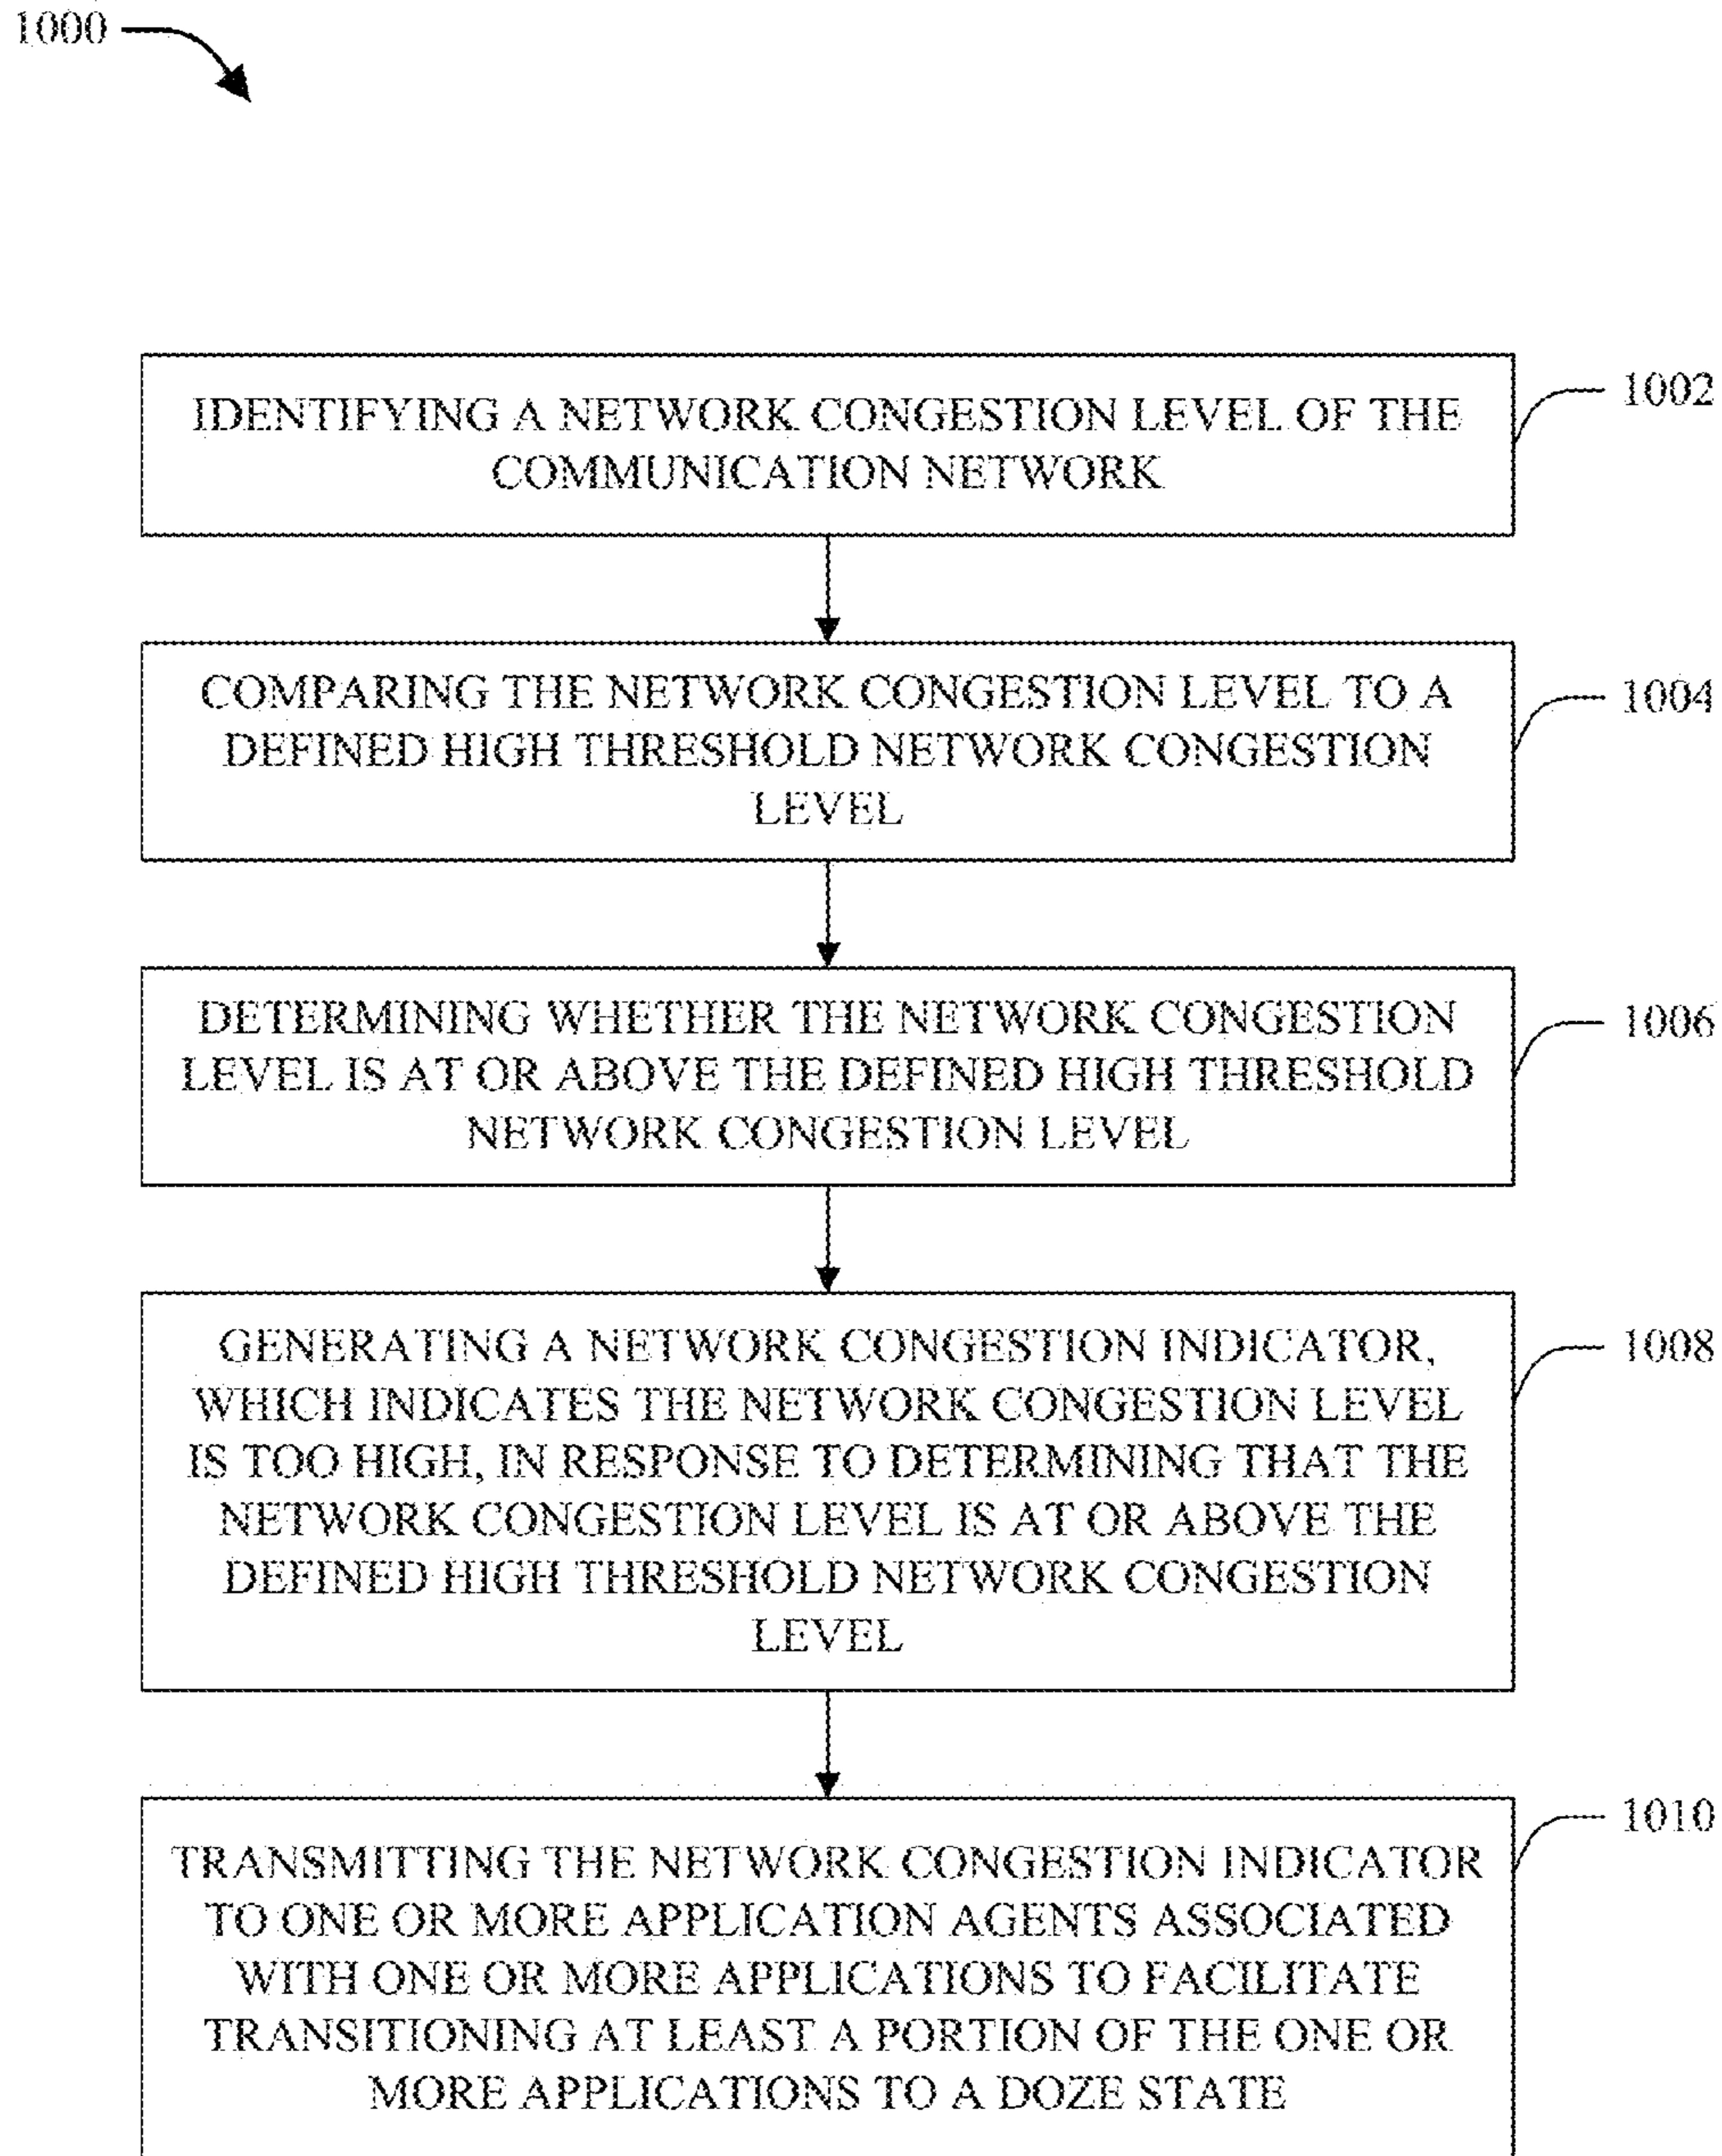 1000
IDENTIFYING A NETWORK CONGESTION LEVEL OF THE
COMMUNICATION NETWORK
1002
COMPARING THE NETWORK CONGESTION LEVEL TO A
DEFINED HIGH THRESHOLD NETWORK CONGESTION
LEVEL
1004
DETERMINING WHETHER THE NETWORK CONGESTION
LEVEL IS AT OR ABOVE THE DEFINED HIGH THRESHOLD
NETWORK CONGESTION LEVEL
1006
GENERATING A NETWORK CONGESTION INDICATOR,
WHICH INDICATES THE NETWORK CONGESTION LEVEL
IS TOO HIGH, IN RESPONSE TO DETERMINING THAT THE
NETWORK CONGESTION LEVEL IS AT OR ABOVE THE
DEFINED HIGH THRESHOLD NETWORK CONGESTION
LEVEL
1008
TRANSMITTING THE NETWORK CONGESTION INDICATOR
TO ONE OR MORE APPLICATION AGENTS ASSOCIATED
WITH ONE OR MORE APPLICATIONS TO FACILITATE
TRANSITIONING AT LEAST A PORTION OF THE ONE OR
MORE APPLICATIONS TO A DOZE STATE
1010